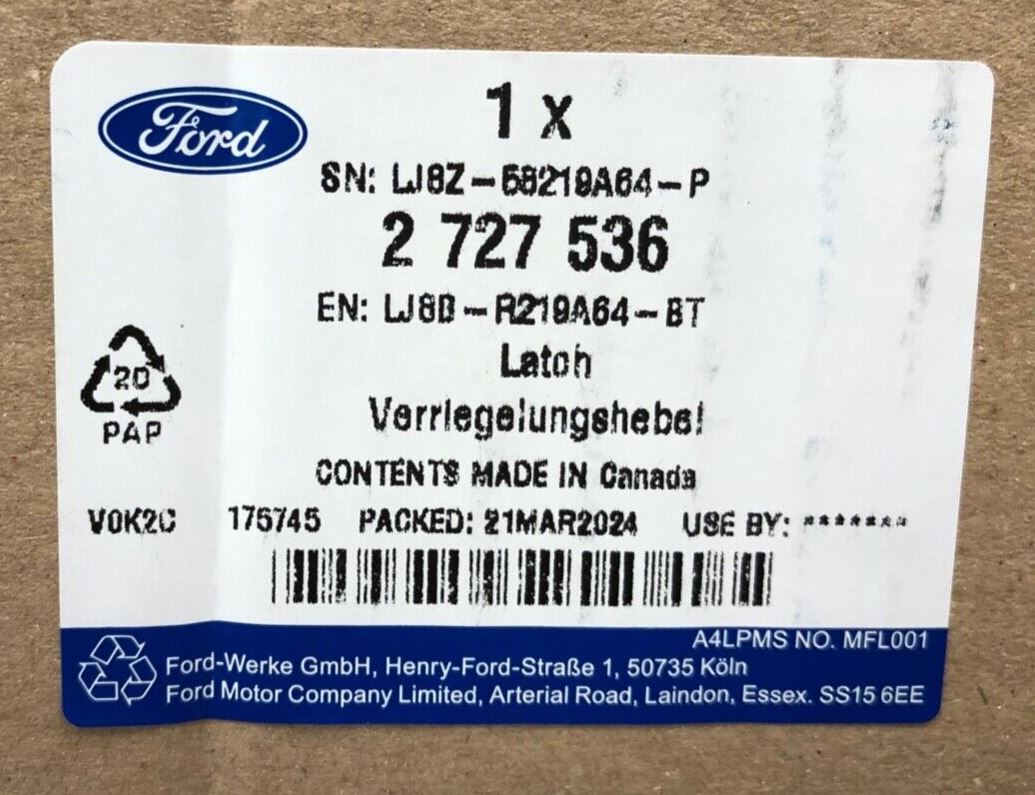 Ford
1 x
SN: LJ8Z-58219A64-P
2 727 536
EN: LJ8B-R219A64-BT
Latch
Verriegelungshebel
20
PAP
CONTENTS MADE IN Canada
V0K2C 175745 PACKED: 21MAR2024 USE BY: *******
A4LPMS NO. MFL001
Ford-Werke GmbH, Henry-Ford-Straße 1, 50735 Köln
Ford Motor Company Limited, Arterial Road, Laindon, Essex. SS15 6EE